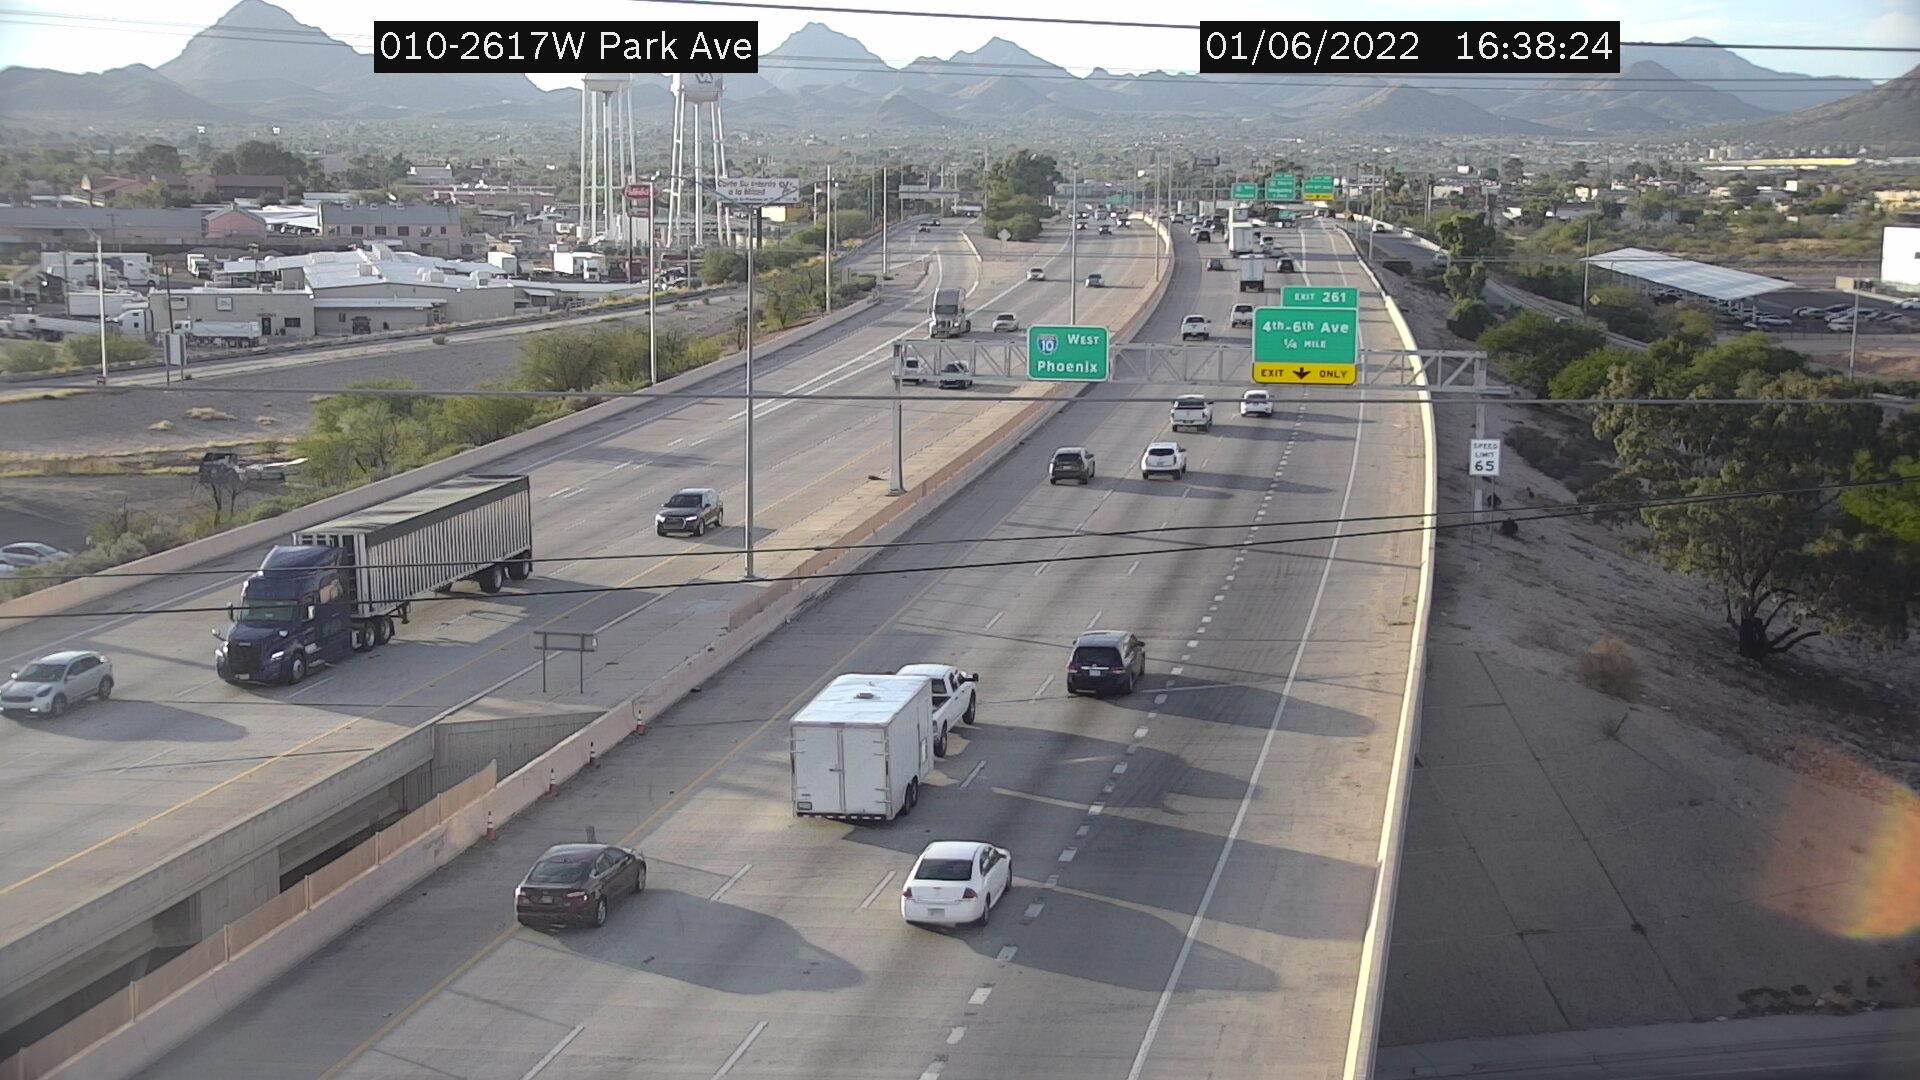 010-2617W Park Ave
01/06/2022 16:38:24
EXIT 261
4th-6th Ave
1/4 MILE
EXIT ONLY
10
WEST
Phoenix
SPEED
LIMIT
65